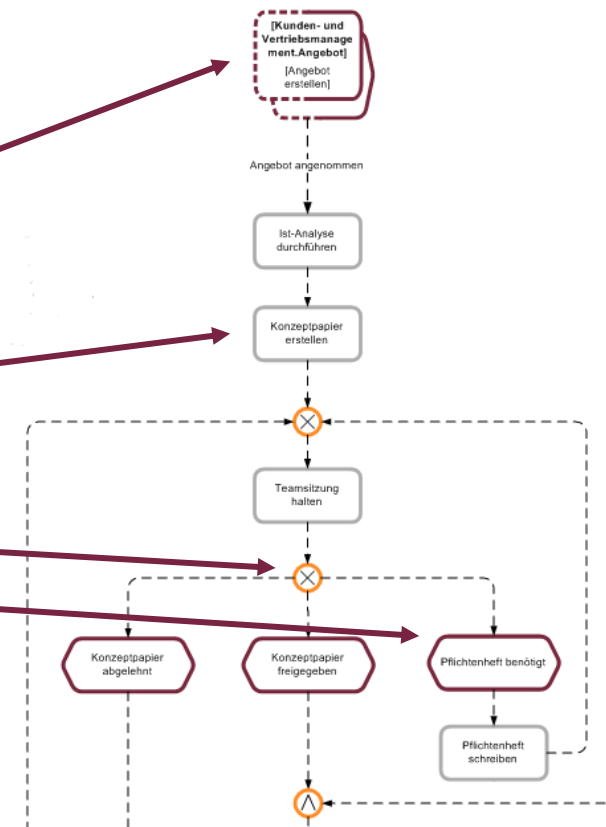 [Kunden- und
Vertriebsmanage
ment.Angebot]
[Angebot
erstellen]
Angebot angenommen
Ist-Analyse
durchführen
Konzeptpapier
erstellen
Teamsitzung
halten
Konzeptpapier
abgelehnt
Konzeptpapier
freigegeben
Pflichtenheft benötigt
Pflichtenheft
schreiben